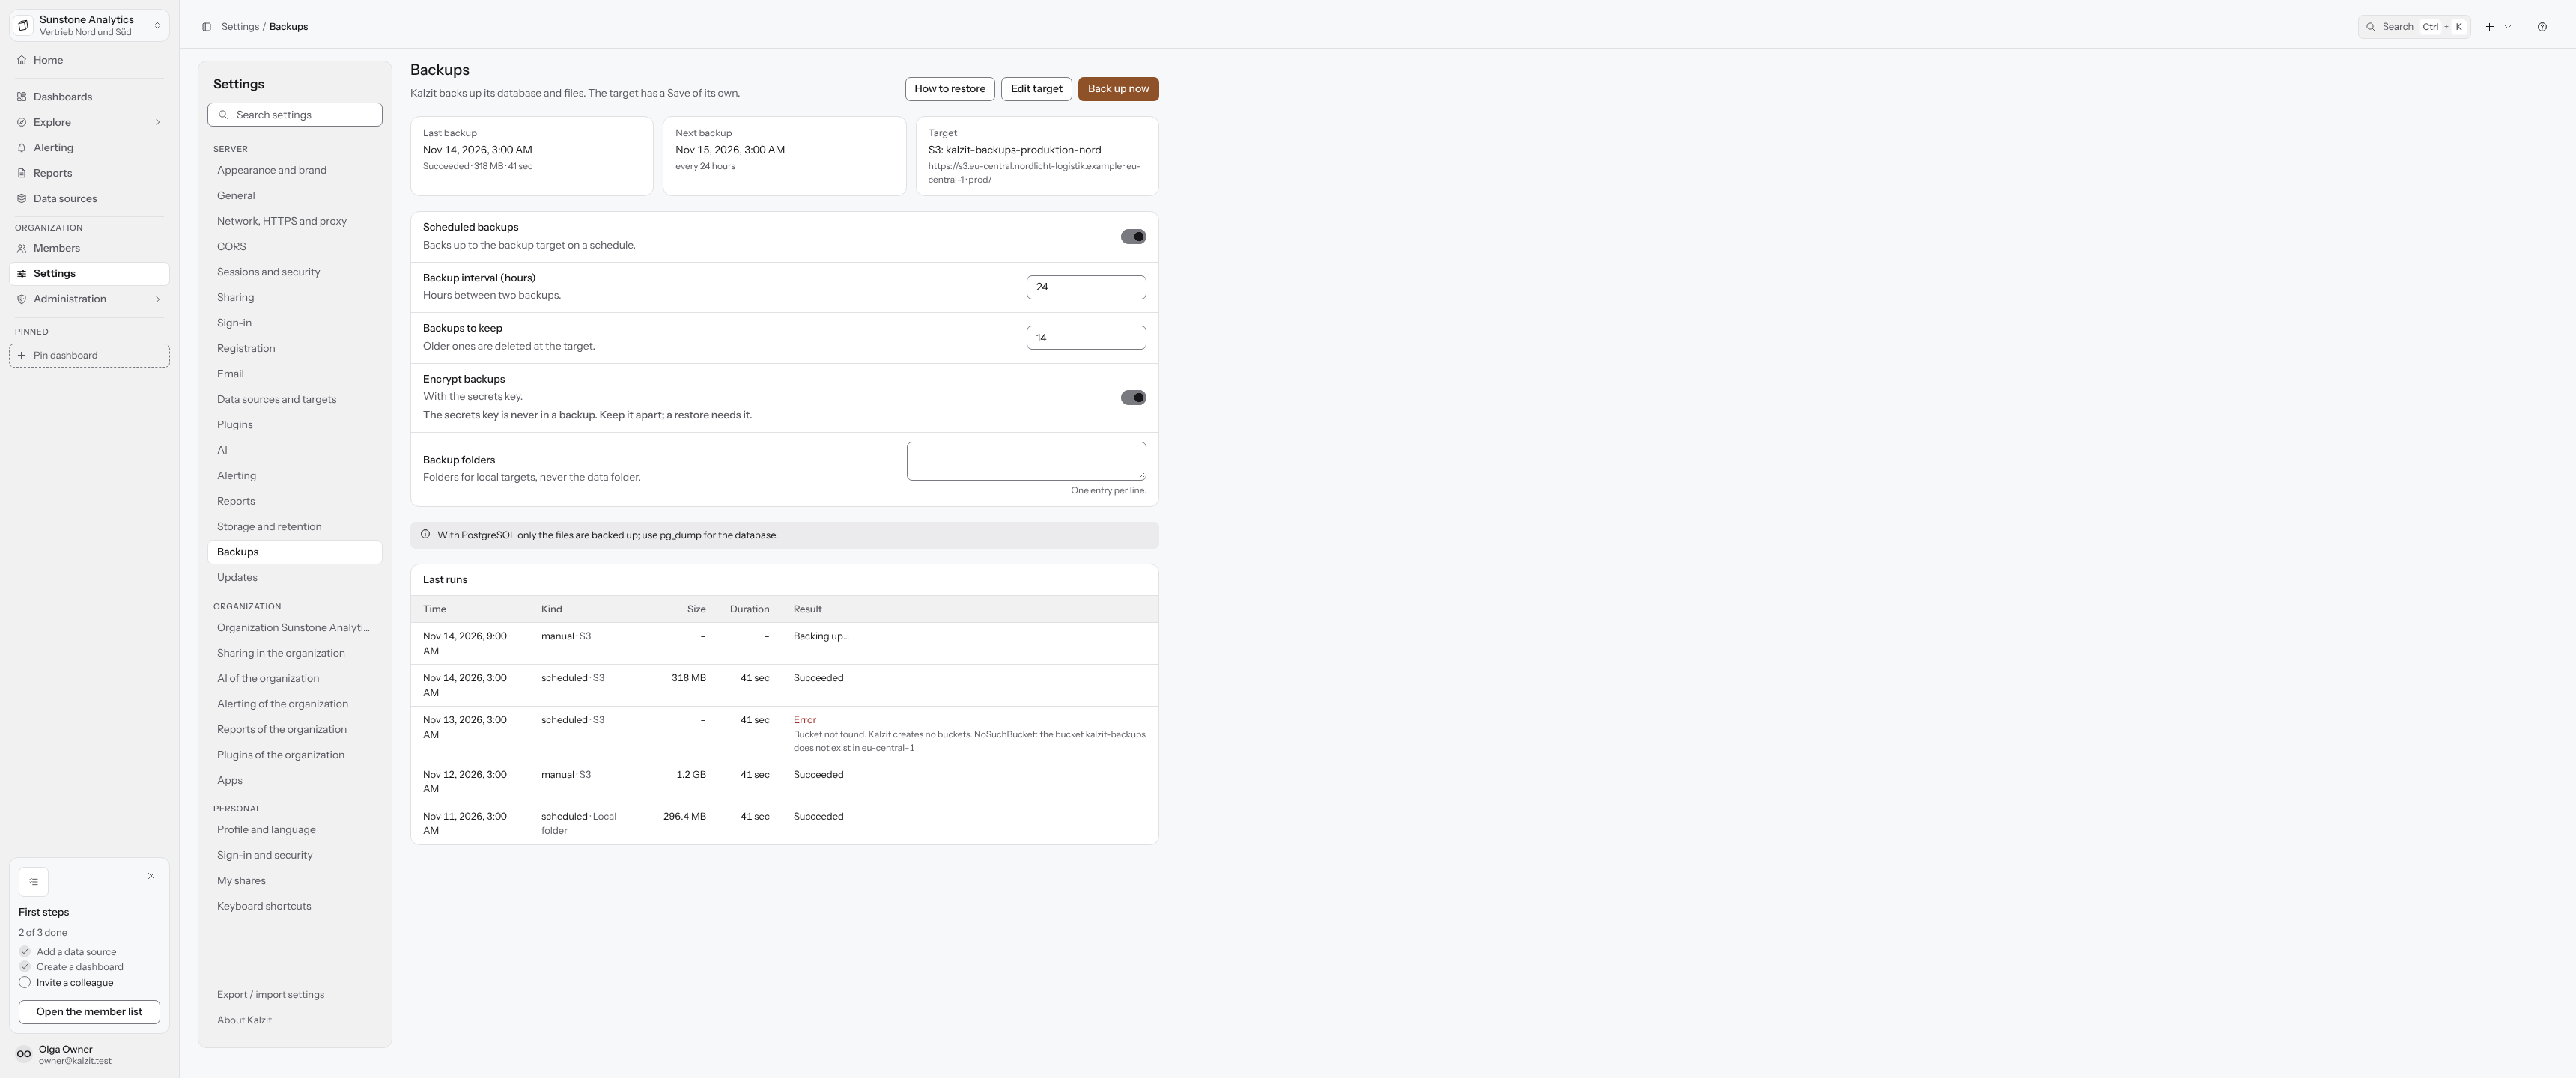 Sunstone Analytics
Vertrieb Nord und Süd
Home
Dashboards
Explore
Alerting
Reports
Data sources
ORGANIZATION
Members
Settings
Administration
PINNED
Pin dashboard
First steps
2 of 3 done
Add a data source
Create a dashboard
Invite a colleague
Open the member list
OO
Olga Owner
owner@kalzit.test
Settings / Backups
Search Ctrl + K
Settings
Search settings
SERVER
Appearance and brand
General
Network, HTTPS and proxy
CORS
Sessions and security
Sharing
Sign-in
Registration
Email
Data sources and targets
Plugins
AI
Alerting
Reports
Storage and retention
Backups
Updates
ORGANIZATION
Organization Sunstone Analyti...
Sharing in the organization
AI of the organization
Alerting of the organization
Reports of the organization
Plugins of the organization
Apps
PERSONAL
Profile and language
Sign-in and security
My shares
Keyboard shortcuts
Export / import settings
About Kalzit
Backups
Kalzit backs up its database and files. The target has a Save of its own.
How to restore
Edit target
Back up now
Last backup
Nov 14, 2026, 3:00 AM
Succeeded · 318 MB · 41 sec
Next backup
Nov 15, 2026, 3:00 AM
every 24 hours
Target
S3: kalzit-backups-produktion-nord
https://s3.eu-central.nordlicht-logistik.example · eu-
central-1 · prod/
Scheduled backups
Backs up to the backup target on a schedule.
Backup interval (hours)
Hours between two backups.
24
Backups to keep
Older ones are deleted at the target.
14
Encrypt backups
With the secrets key.
The secrets key is never in a backup. Keep it apart; a restore needs it.
Backup folders
Folders for local targets, never the data folder.
One entry per line.
With PostgreSQL only the files are backed up; use pg_dump for the database.
Last runs
Time Kind Size Duration Result
Nov 14, 2026, 9:00 manual · S3 – – Backing up...
AM
Nov 14, 2026, 3:00 scheduled · S3 318 MB 41 sec Succeeded
AM
Nov 13, 2026, 3:00 scheduled · S3 – 41 sec Error
AM
Bucket not found. Kalzit creates no buckets. NoSuchBucket: the bucket kalzit-backups
does not exist in eu-central-1
Nov 12, 2026, 3:00 manual · S3 1.2 GB 41 sec Succeeded
AM
Nov 11, 2026, 3:00 scheduled · Local 296.4 MB 41 sec Succeeded
AM folder